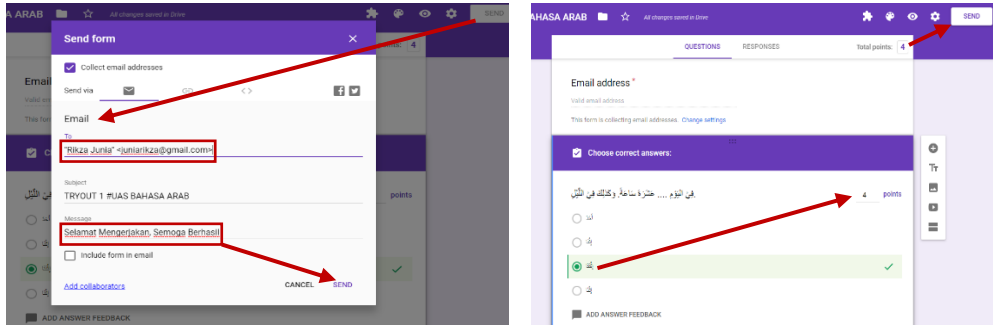 A ARAB
All changes saved in Drive
SEND
Send form
Collect email addresses
Send via
Email
To
"Rikza Junia" <juniarikza@gmail.com>
Subject
TRYOUT 1 #UAS BAHASA ARAB
Message
Selamat Mengerjakan, Semoga Berhasil
Include form in email
Add collaborators
CANCEL
SEND
4
Email
points
ADD ANSWER FEEDBACK
AHASA ARAB
All changes saved in Drive
SEND
QUESTIONS
RESPONSES
Total points: 4
Email address *
Valid email address
This form is collecting email addresses. Change settings
Choose correct answers:
فِيْ الْيَوْمِ .... عَشْرَةَ سَاعَةً، وَكَذٰلِكَ فِيْ اللَّيْلِ.
4 points
ADD ANSWER FEEDBACK